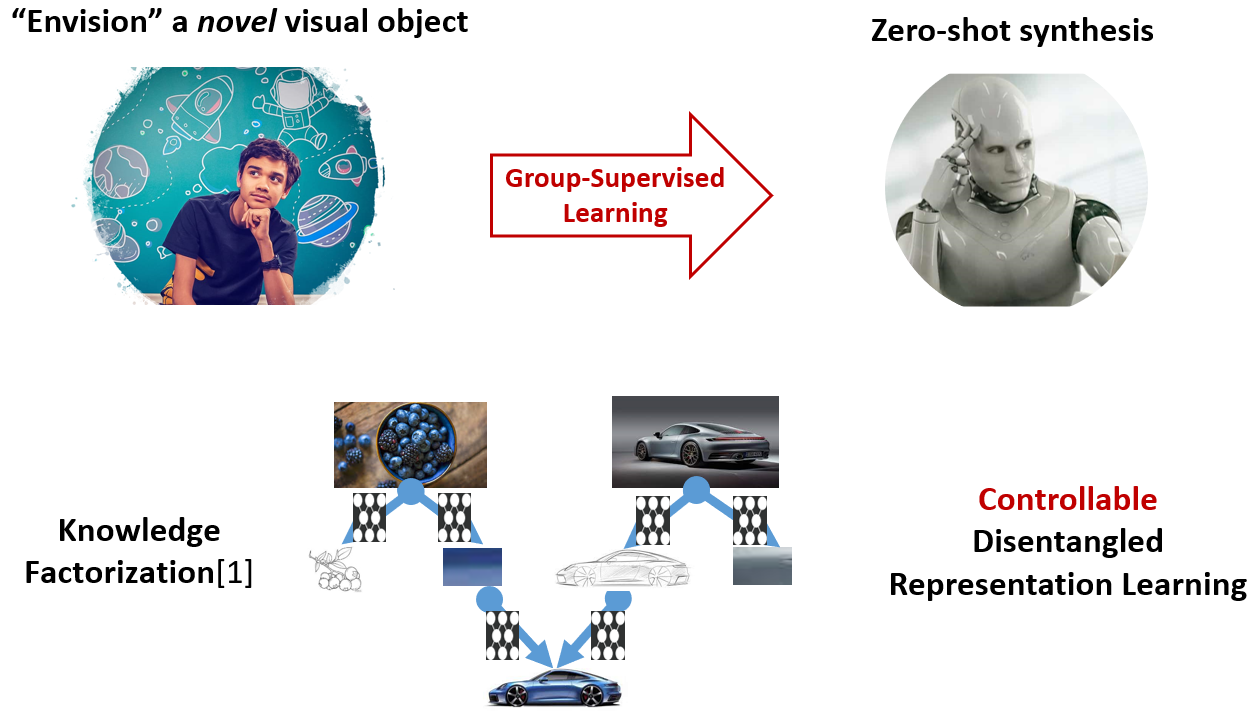 “Envision” a novel visual object
Zero-shot synthesis
Group-Supervised
Learning
Knowledge
Factorization[1]
Controllable
Disentangled
Representation Learning